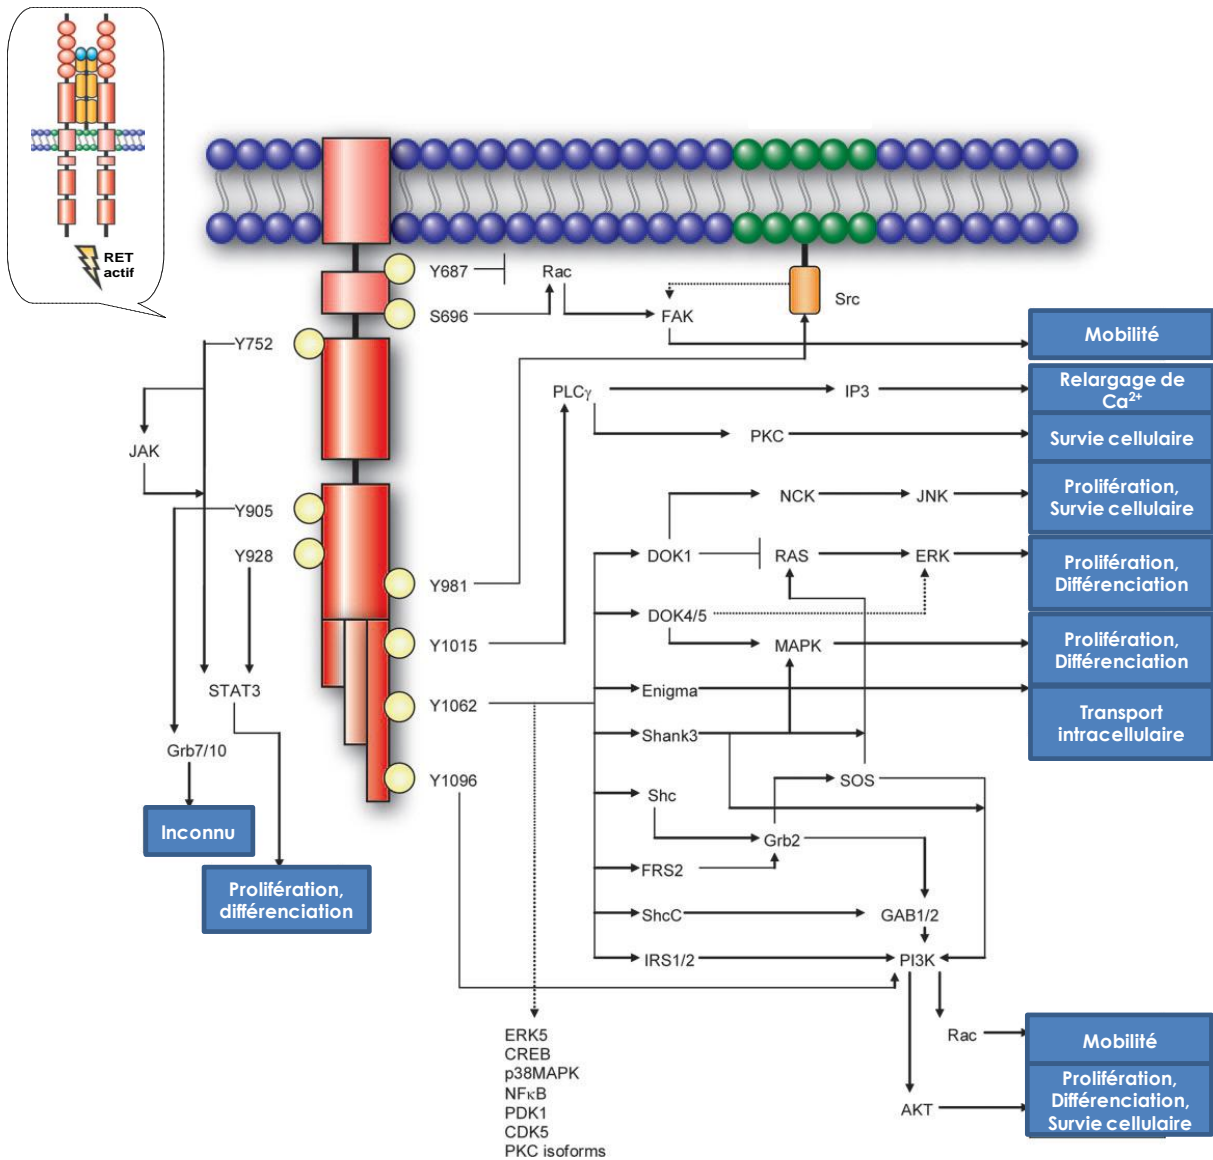 RET
actif
Y687
Rac
S696
FAK
Src
Mobilité
Y752
PLCγ
IP3
Relargage de
Ca²⁺
JAK
PKC
Survie cellulaire
NCK
JNK
Prolifération,
Survie cellulaire
Y905
Y928
DOK1
RAS
ERK
Prolifération,
Différenciation
Y981
DOK4/5
Y1015
MAPK
Prolifération,
Différenciation
STAT3
Y1062
Enigma
Transport
intracellulaire
Grb7/10
Shank3
Y1096
SOS
Shc
Inconnu
Grb2
FRS2
Prolifération,
différenciation
ShcC
GAB1/2
IRS1/2
PI3K
ERK5
CREB
p38MAPK
NFκB
PDK1
CDK5
PKC isoforms
Rac
Mobilité
AKT
Prolifération,
Différenciation,
Survie cellulaire